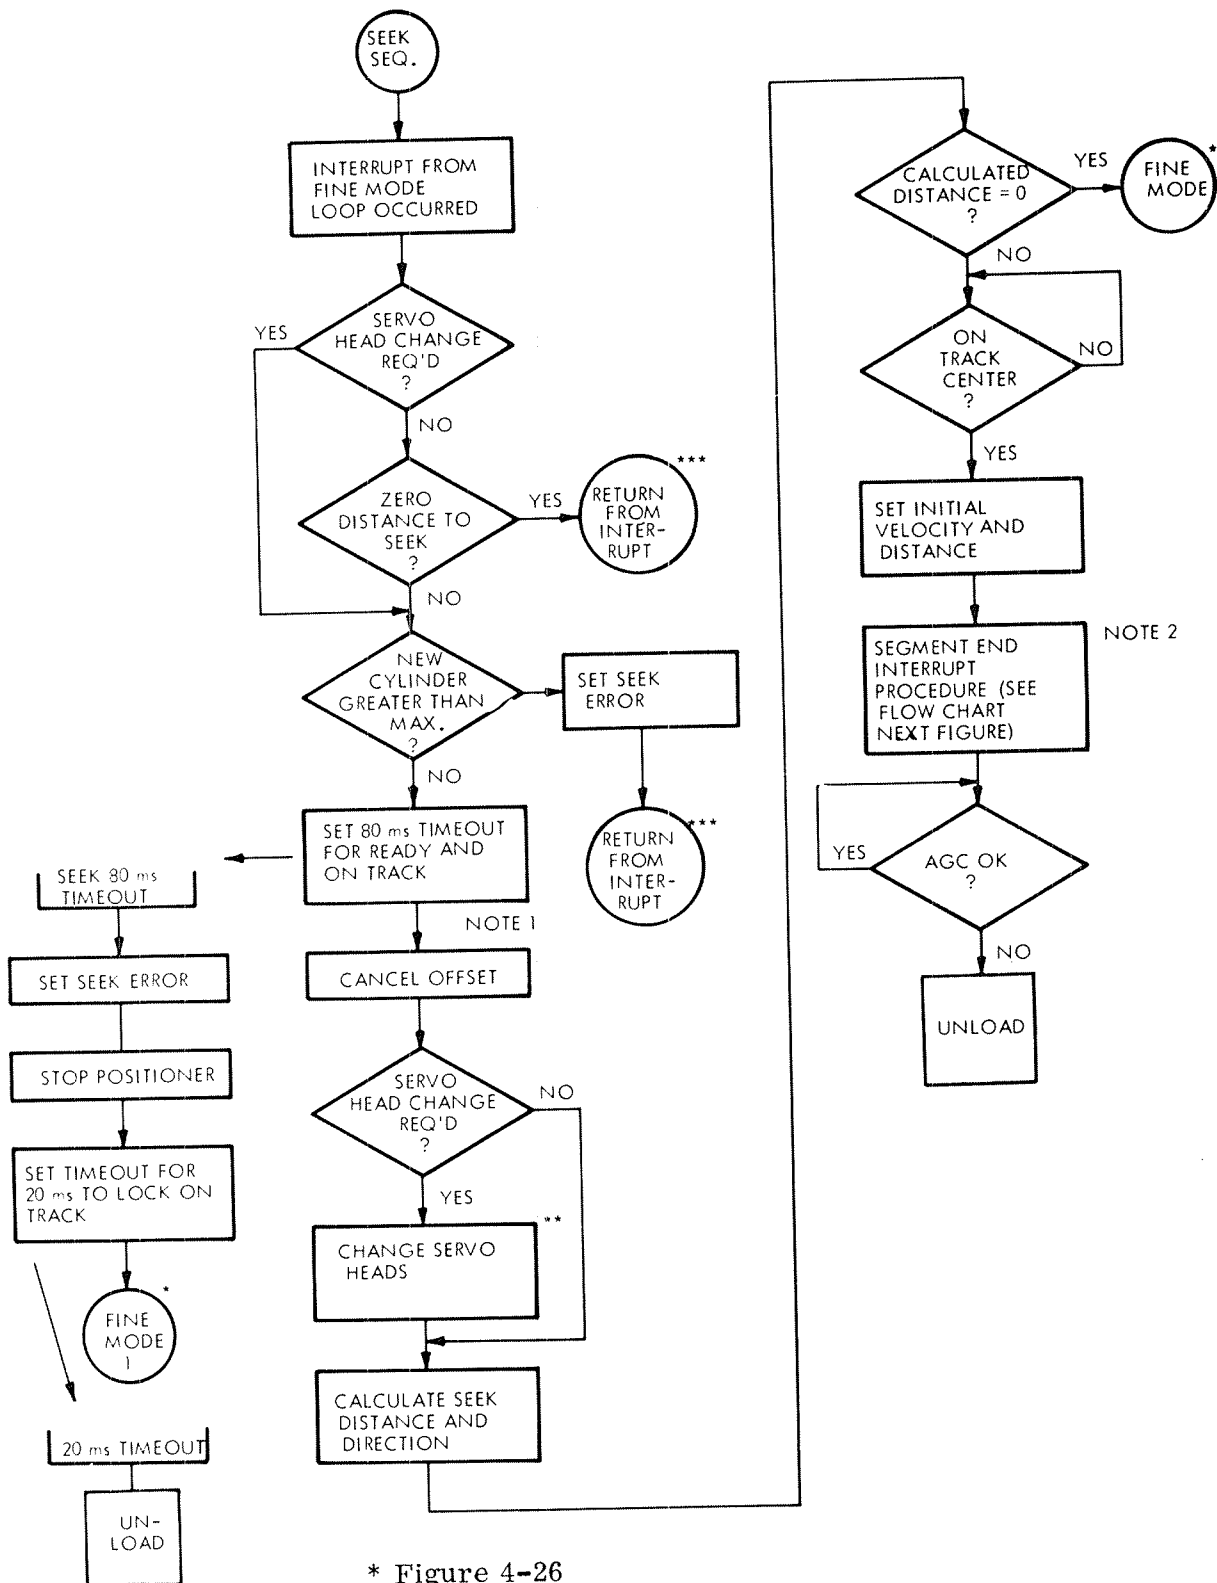 SEEK
SEQ.
INTERRUPT FROM
FINE MODE
LOOP OCCURRED
SERVO
HEAD CHANGE
REQ'D
?
YES
NO
ZERO
DISTANCE TO
SEEK
?
YES
NO
***
RETURN
FROM
INTER-
RUPT
NEW
CYLINDER
GREATER THAN
MAX.
?
NO
SET SEEK
ERROR
***
RETURN
FROM
INTER-
RUPT
SET 80 ms TIMEOUT
FOR READY AND
ON TRACK
NOTE 1
SEEK 80 ms
TIMEOUT
SET SEEK ERROR
STOP POSITIONER
SET TIMEOUT FOR
20 ms TO LOCK ON
TRACK
*
FINE
MODE
1
20 ms TIMEOUT
UN-
LOAD
CANCEL OFFSET
SERVO
HEAD CHANGE
REQ'D
?
NO
YES
**
CHANGE SERVO
HEADS
CALCULATE SEEK
DISTANCE AND
DIRECTION
CALCULATED
DISTANCE = 0
?
YES
*
FINE
MODE
NO
ON
TRACK
CENTER
?
NO
YES
SET INITIAL
VELOCITY AND
DISTANCE
SEGMENT END
INTERRUPT
PROCEDURE (SEE
FLOW CHART
NEXT FIGURE)
NOTE 2
AGC OK
?
YES
NO
UNLOAD
* Figure 4-26